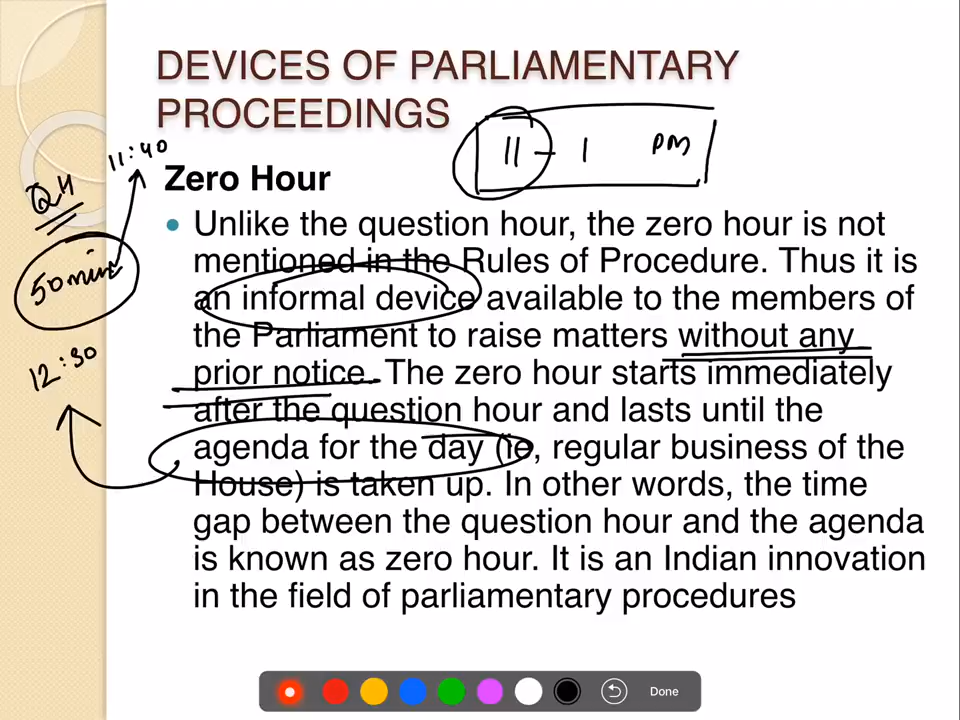 DEVICES OF PARLIAMENTARY
PROCEEDINGS
11 - 1 PM
11:40
Zero Hour
QH
• Unlike the question hour, the zero hour is not
mentioned in the Rules of Procedure. Thus it is
50 mint
an informal device available to the members of
the Parliament to raise matters without any
12:30
prior notice. The zero hour starts immediately
after the question hour and lasts until the
agenda for the day (ie, regular business of the
House) is taken up. In other words, the time
gap between the question hour and the agenda
is known as zero hour. It is an Indian innovation
in the field of parliamentary procedures
Done